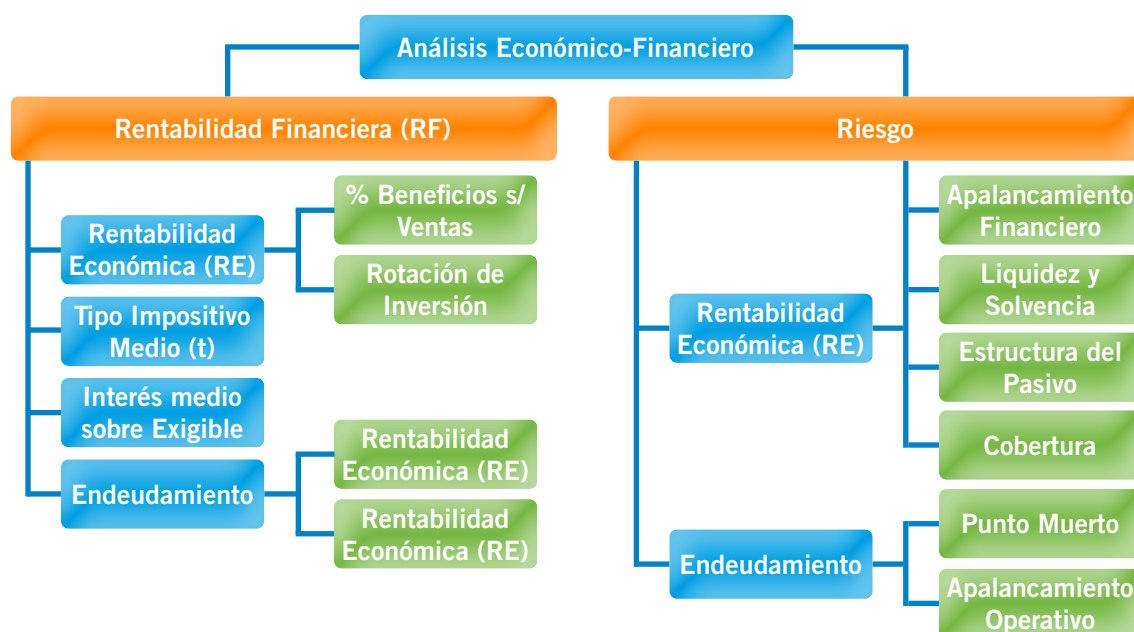 Análisis Económico-Financiero
Rentabilidad Financiera (RF)
% Beneficios s/
Ventas
Rentabilidad
Económica (RE)
Rotación de
Inversión
Tipo Impositivo
Medio (t)
Interés medio
sobre Exigible
Rentabilidad
Económica (RE)
Endeudamiento
Rentabilidad
Económica (RE)
Riesgo
Apalancamiento
Financiero
Liquidez y
Solvencia
Rentabilidad
Económica (RE)
Estructura del
Pasivo
Cobertura
Punto Muerto
Endeudamiento
Apalancamiento
Operativo